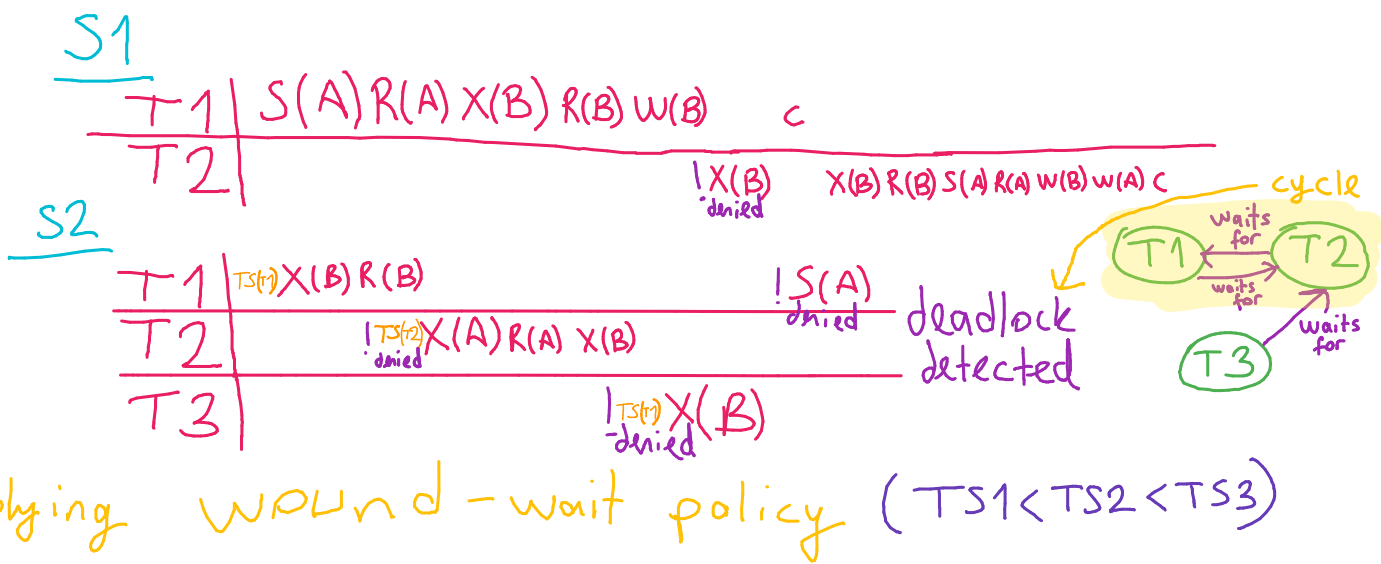 S1
T1 S(A) R(A) X(B) R(B) W(B) C
T2 ! X(B) denied X(B) R(B) S(A) R(A) W(B) W(A) C
cycle
S2
T1 TS(T1) X(B) R(B) ! S(A) denied
T2 ! TS(T2) denied X(A) R(A) X(B)
T3 ! TS(T1) denied X(B)
deadlock
detected
T1 waits for T2
waits for
T3 waits for
lying wound-wait policy (TS1<TS2<TS3)